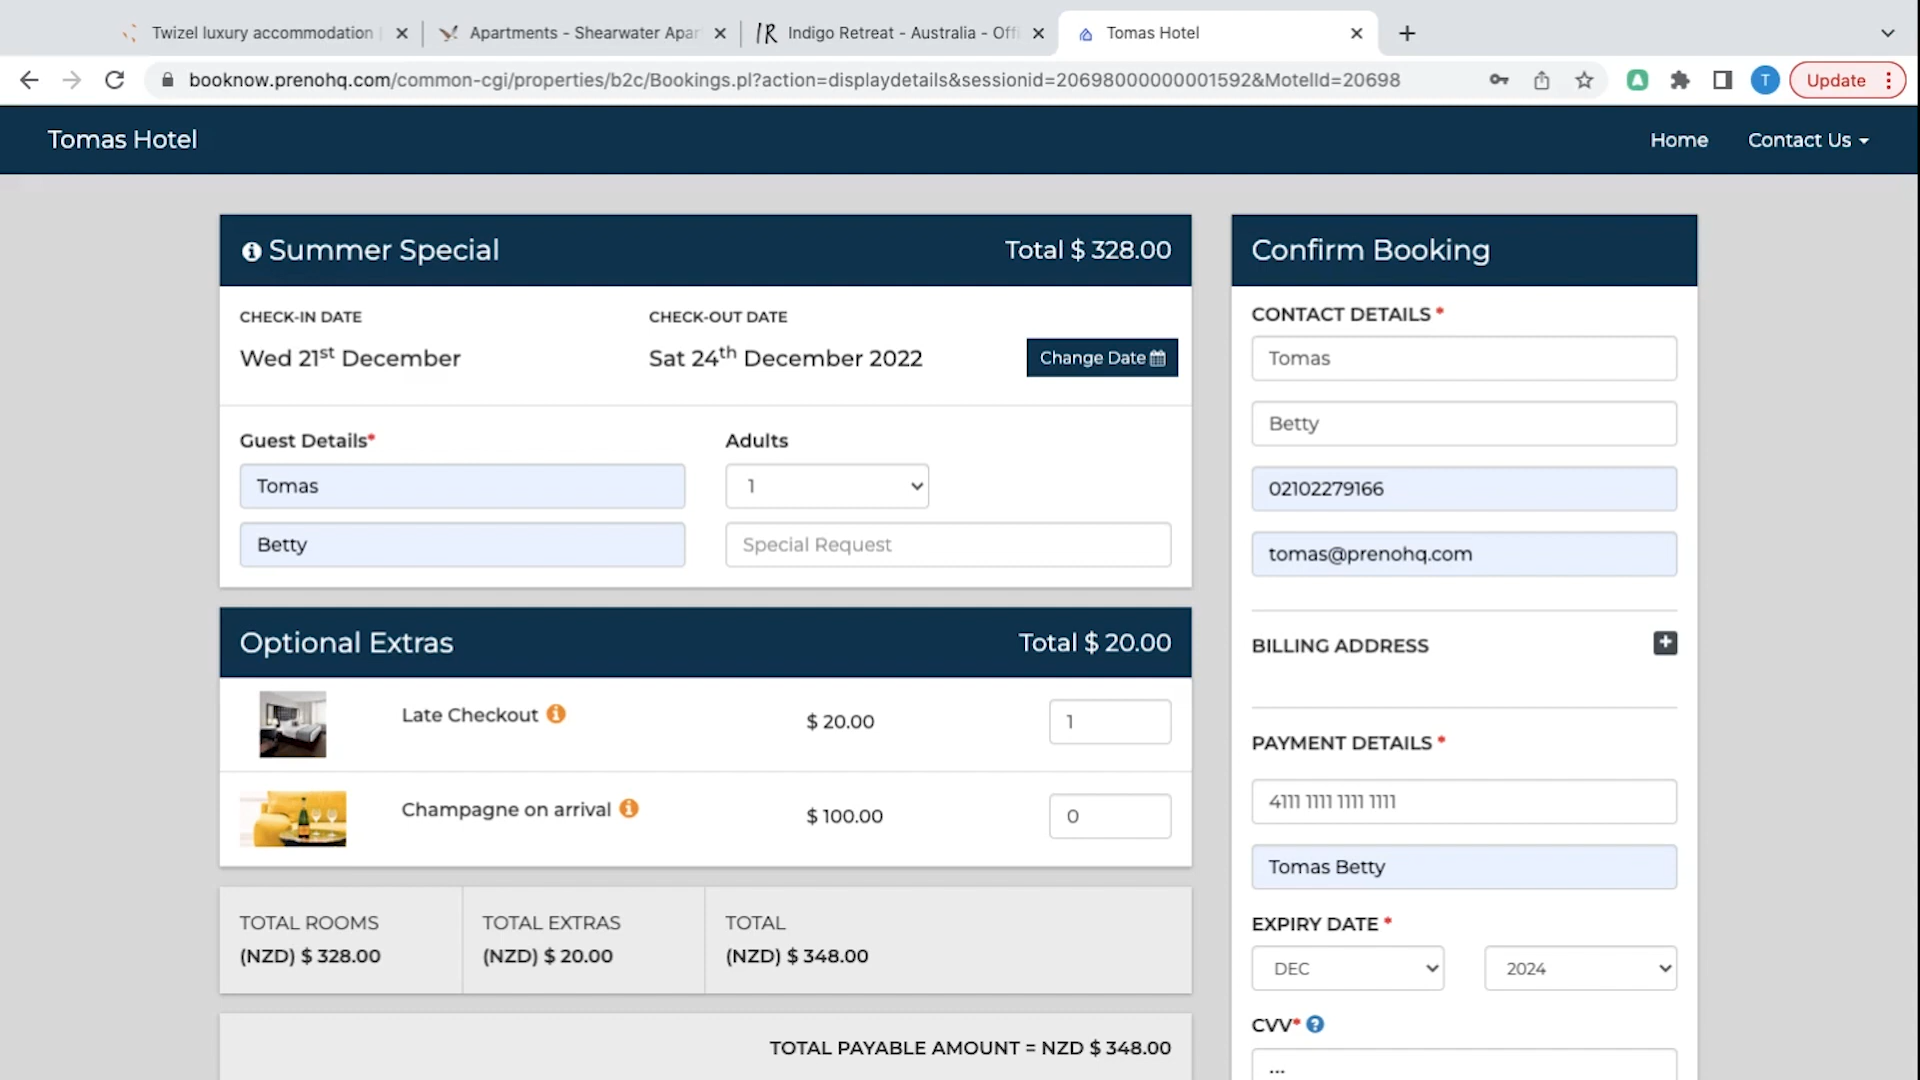 Twizel luxury accommodation |
Apartments - Shearwater Apar
IR Indigo Retreat - Australia - Offi
Tomas Hotel
booknow.prenohq.com/common-cgi/properties/b2c/Bookings.pl?action=displaydetails&sessionid=20698000000001592&MotelId=20698
T
Update
Tomas Hotel
Home
Contact Us
Summer Special
Total $ 328.00
CHECK-IN DATE
CHECK-OUT DATE
Wed 21st December
Sat 24th December 2022
Change Date
Guest Details*
Adults
Tomas
1
Betty
Special Request
Optional Extras
Total $ 20.00
Late Checkout
$ 20.00
1
Champagne on arrival
$ 100.00
0
TOTAL ROOMS
TOTAL EXTRAS
TOTAL
(NZD) $ 328.00
(NZD) $ 20.00
(NZD) $ 348.00
TOTAL PAYABLE AMOUNT = NZD $ 348.00
Confirm Booking
CONTACT DETAILS *
Tomas
Betty
02102279166
tomas@prenohq.com
BILLING ADDRESS
PAYMENT DETAILS *
4111 1111 1111 1111
Tomas Betty
EXPIRY DATE *
DEC
2024
CVV*
...